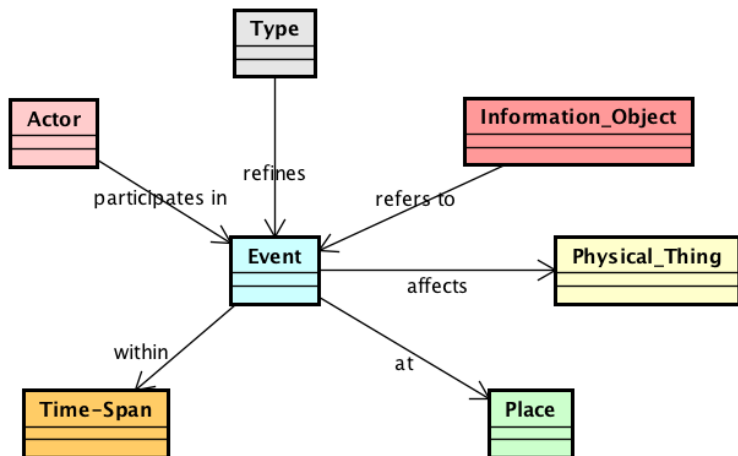 Type
Actor
Information_Object
refines
participates in
refers to
Event
Physical_Thing
affects
within
at
Time-Span
Place